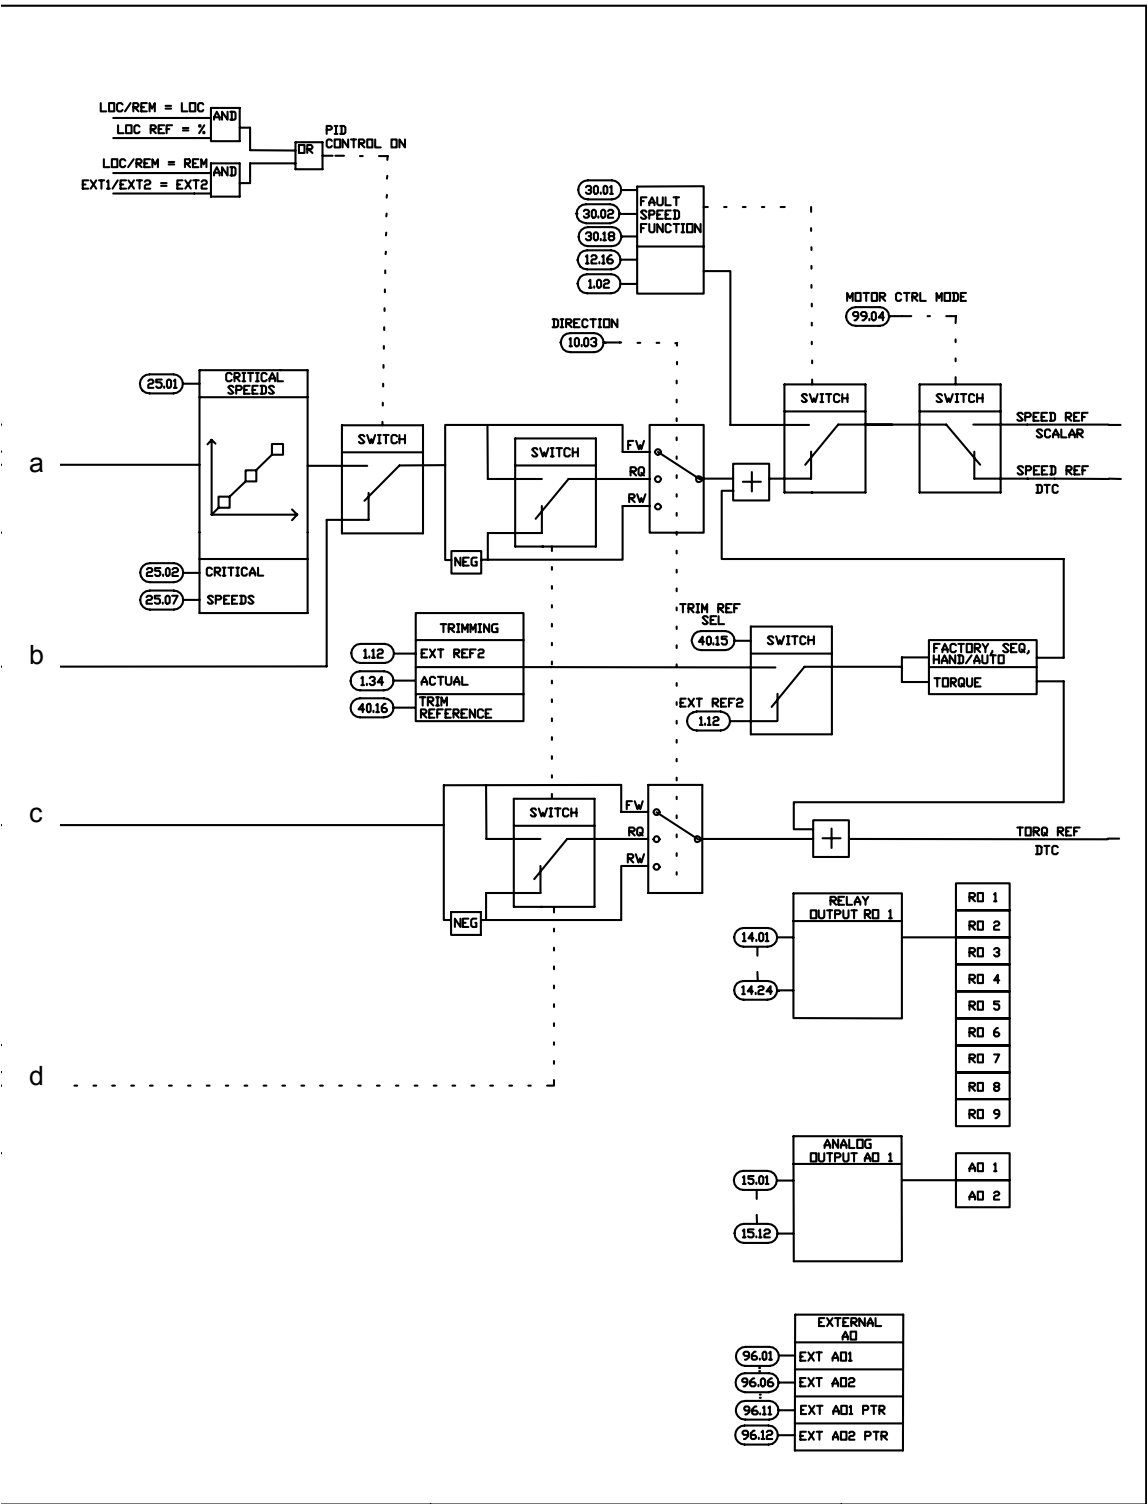 LOC/REM = LOC
AND
LOC REF = %
PID
OR
CONTROL ON
LOC/REM = REM
AND
EXT1/EXT2 = EXT2
30.01
30.02
30.18
12.16
1.02
FAULT
SPEED
FUNCTION
MOTOR CTRL MODE
99.04
DIRECTION
10.03
25.01
CRITICAL
SPEEDS
SWITCH
SWITCH
SWITCH
SWITCH
SPEED REF
SCALAR
SPEED REF
DTC
a
FW
RQ
RW
+
NEG
25.02
CRITICAL
25.07
SPEEDS
TRIM REF
SEL
40.15
SWITCH
b
TRIMMING
1.12
EXT REF2
1.34
ACTUAL
40.16
TRIM
REFERENCE
EXT REF2
1.12
FACTORY, SEQ,
HAND/AUTO
TORQUE
c
SWITCH
FW
RQ
RW
+
NEG
TORQ REF
DTC
RELAY
OUTPUT RO 1
14.01
14.24
RO 1
RO 2
RO 3
RO 4
RO 5
RO 6
RO 7
RO 8
RO 9
d
ANALOG
OUTPUT AO 1
15.01
15.12
AO 1
AO 2
EXTERNAL
AO
96.01
EXT AO1
96.06
EXT AO2
96.11
EXT AO1 PTR
96.12
EXT AO2 PTR